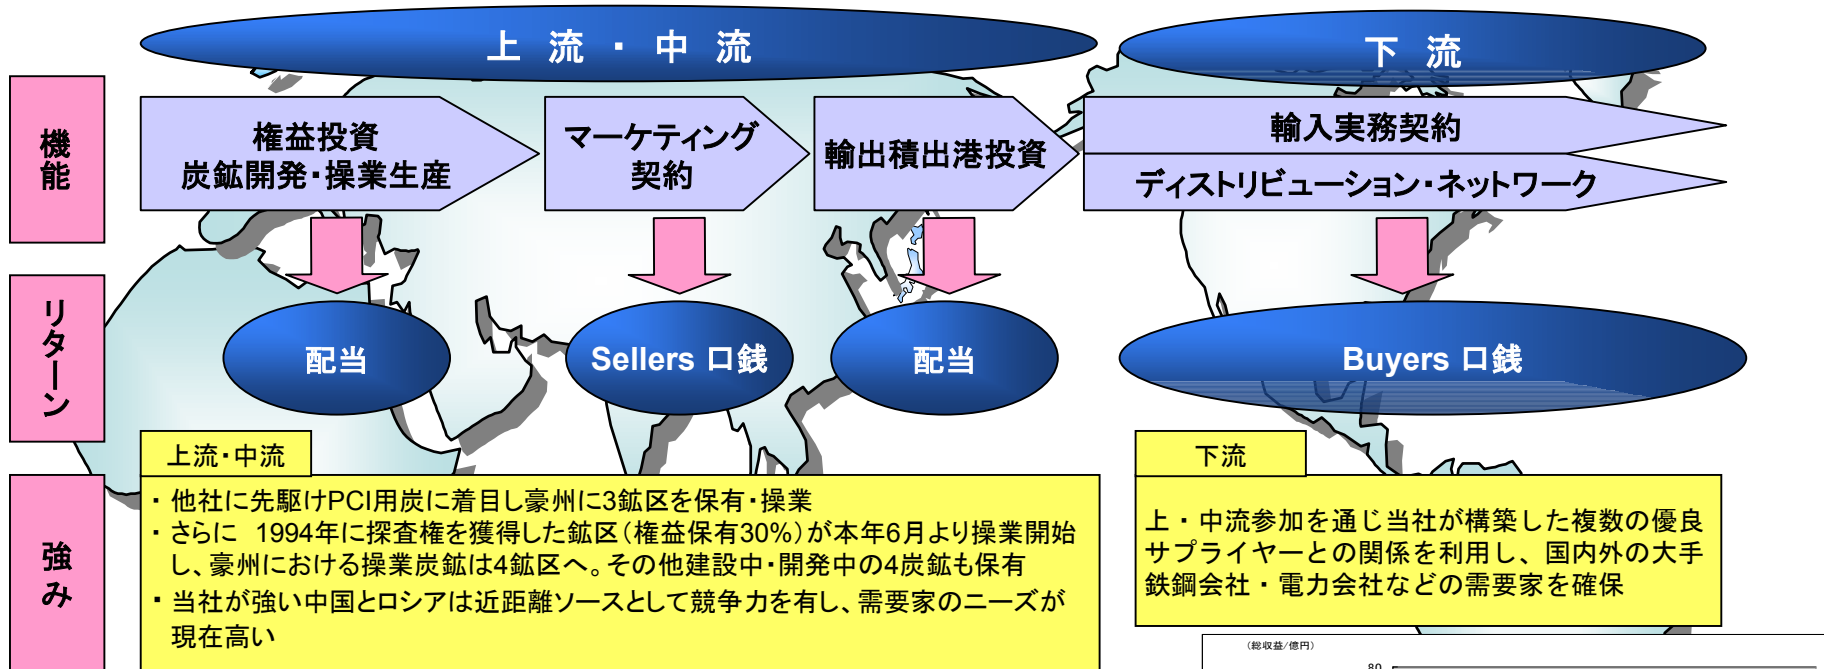 上 流 ・ 中 流
下 流
機能
権益投資
炭鉱開発・操業生産
マーケティング
契約
輸出積出港投資
輸入実務契約
ディストリビューション・ネットワーク
リターン
配当
Sellers 口銭
配当
Buyers 口銭
強み
上流・中流
・ 他社に先駆けPCI用炭に着目し豪州に3鉱区を保有・操業
・ さらに 1994年に探査権を獲得した鉱区（権益保有30%）が本年6月より操業開始
し、豪州における操業炭鉱は4鉱区へ。その他建設中・開発中の4炭鉱も保有
・ 当社が強い中国とロシアは近距離ソースとして競争力を有し、需要家のニーズが
現在高い
下流
上・中流参加を通じ当社が構築した複数の優良
サプライヤーとの関係を利用し、国内外の大手
鉄鋼会社・電力会社などの需要家を確保
（総収益/億円）
80